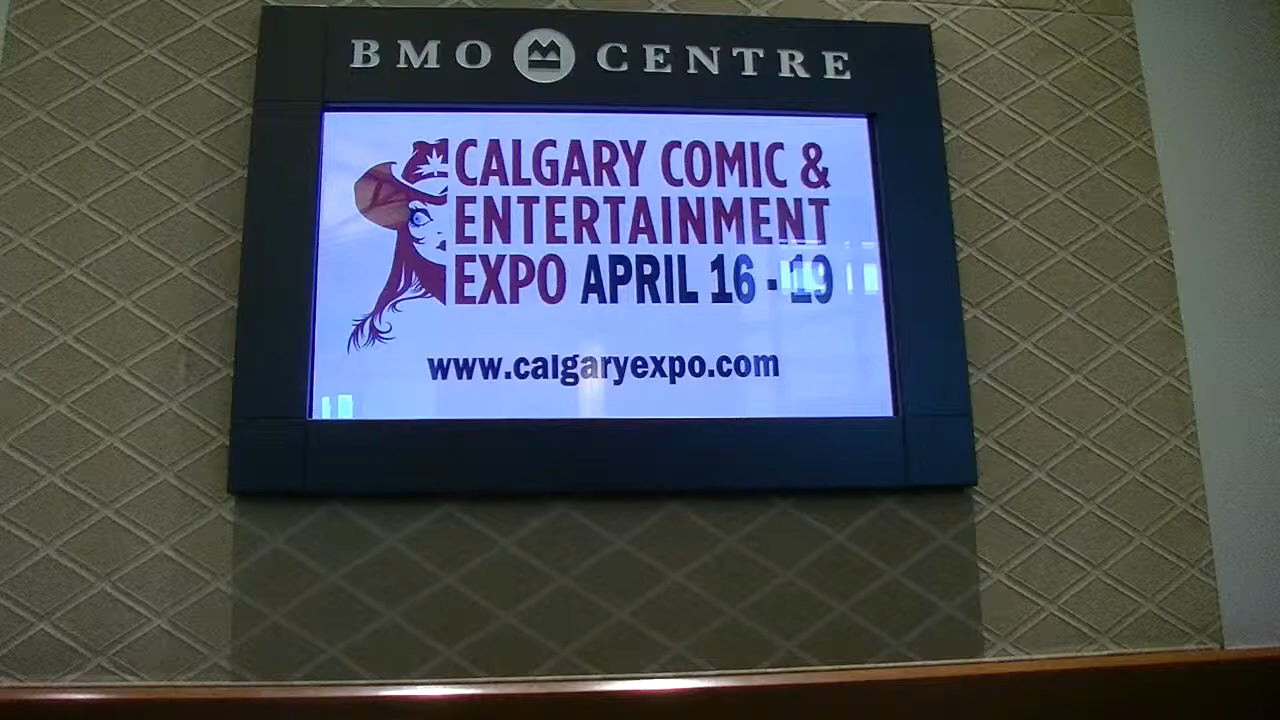 BMO CENTRE
CALGARY COMIC &
ENTERTAINMENT
EXPO APRIL 16 - 19
www.calgaryexpo.com